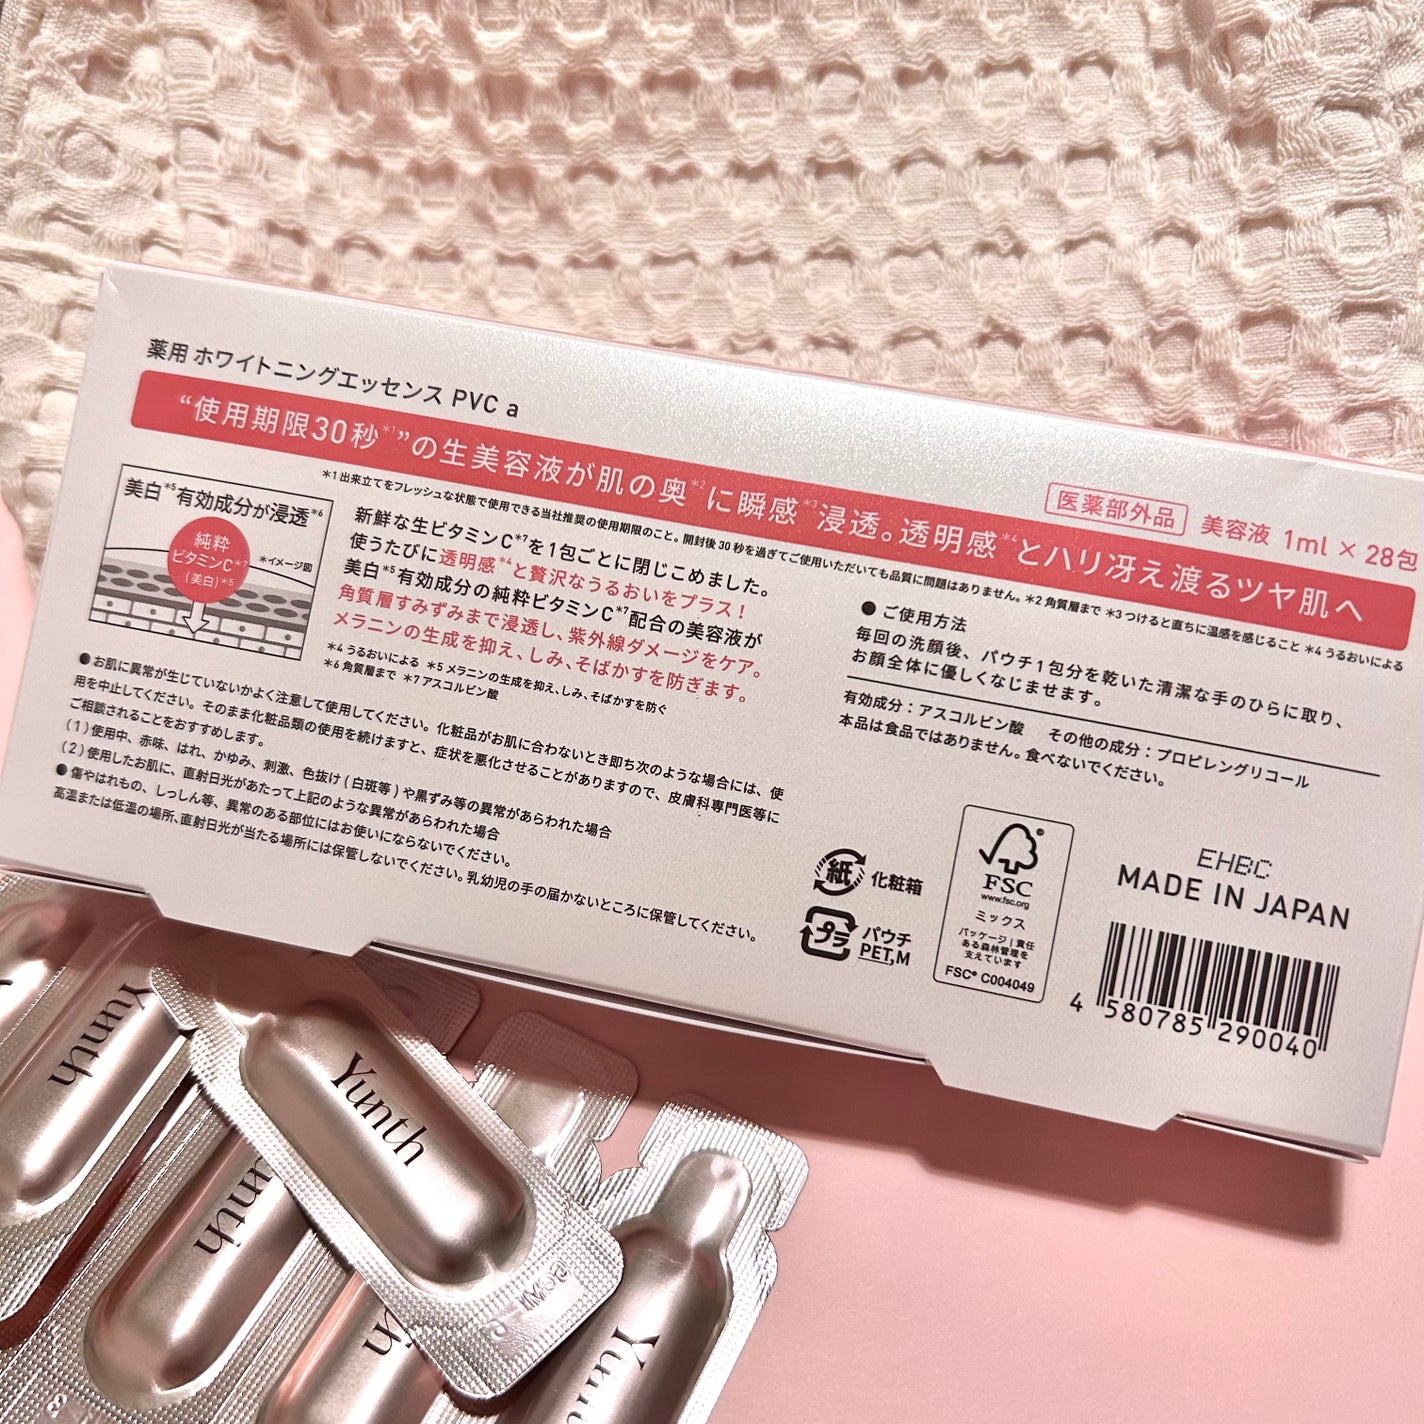 薬用 ホワイトニングエッセンス PVC a
“使用期限30秒*1”の生美容液が肌の奥*2に瞬感*3浸透。透明感*4とハリ冴え渡るツヤ肌へ
*1 出来立てをフレッシュな状態で使用できる当社推奨の使用期限のこと。開封後30秒を過ぎてご使用いただいても品質に問題はありません。*2 角質層まで *3 つけると直ちに温感を感じること *4 うるおいによる
医薬部外品 美容液 1ml × 28包
美白*5有効成分が浸透*6
純粋
ビタミンC*7
(美白)*5
*イメージ図
新鮮な生ビタミンC*7を1包ごとに閉じこめました。
使うたびに透明感*4と贅沢なうるおいをプラス！
美白*5有効成分の純粋ビタミンC*7配合の美容液が
角質層すみずみまで浸透し、紫外線ダメージをケア。
メラニンの生成を抑え、しみ、そばかすを防ぎます。
*4 うるおいによる *5 メラニンの生成を抑え、しみ、そばかすを防ぐ
*6 角質層まで *7 アスコルビン酸
●お肌に異常が生じていないかよく注意して使用してください。化粧品がお肌に合わないとき即ち次のような場合には、使
用を中止してください。そのまま化粧品類の使用を続けますと、症状を悪化させることがありますので、皮膚科専門医等に
ご相談されることをおすすめします。
(1)使用中、赤味、はれ、かゆみ、刺激、色抜け(白斑等)や黒ずみ等の異常があらわれた場合
(2)使用したお肌に、直射日光があたって上記のような異常があらわれた場合
●傷やはれもの、しっしん等、異常のある部位にはお使いにならないでください。
高温または低温の場所、直射日光が当たる場所には保管しないでください。乳幼児の手の届かないところに保管してください。
●ご使用方法
毎回の洗顔後、パウチ1包分を乾いた清潔な手のひらに取り、
お顔全体に優しくなじませます。
有効成分：アスコルビン酸 その他の成分：プロピレングリコール
本品は食品ではありません。食べないでください。
紙 化粧箱
プラ パウチ
PET,M
FSC®
www.fsc.org
ミックス
パッケージ｜責任
ある森林管理を
支えています
FSC® C004049
EHBC
MADE IN JAPAN
4 580785 290040
Yunth
Yunth
Yunth
Yunth